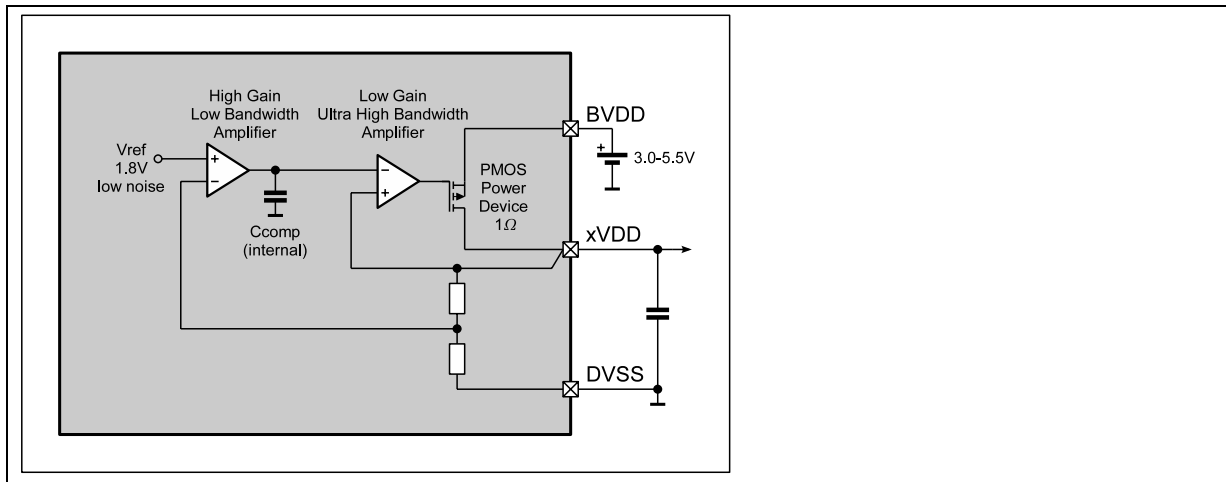 High Gain
Low Bandwidth
Amplifier
Low Gain
Ultra High Bandwidth
Amplifier
BVDD
Vref
1.8V
low noise
+
−
−
+
+
3.0-5.5V
PMOS
Power
Device
1Ω
Ccomp
(internal)
xVDD
DVSS